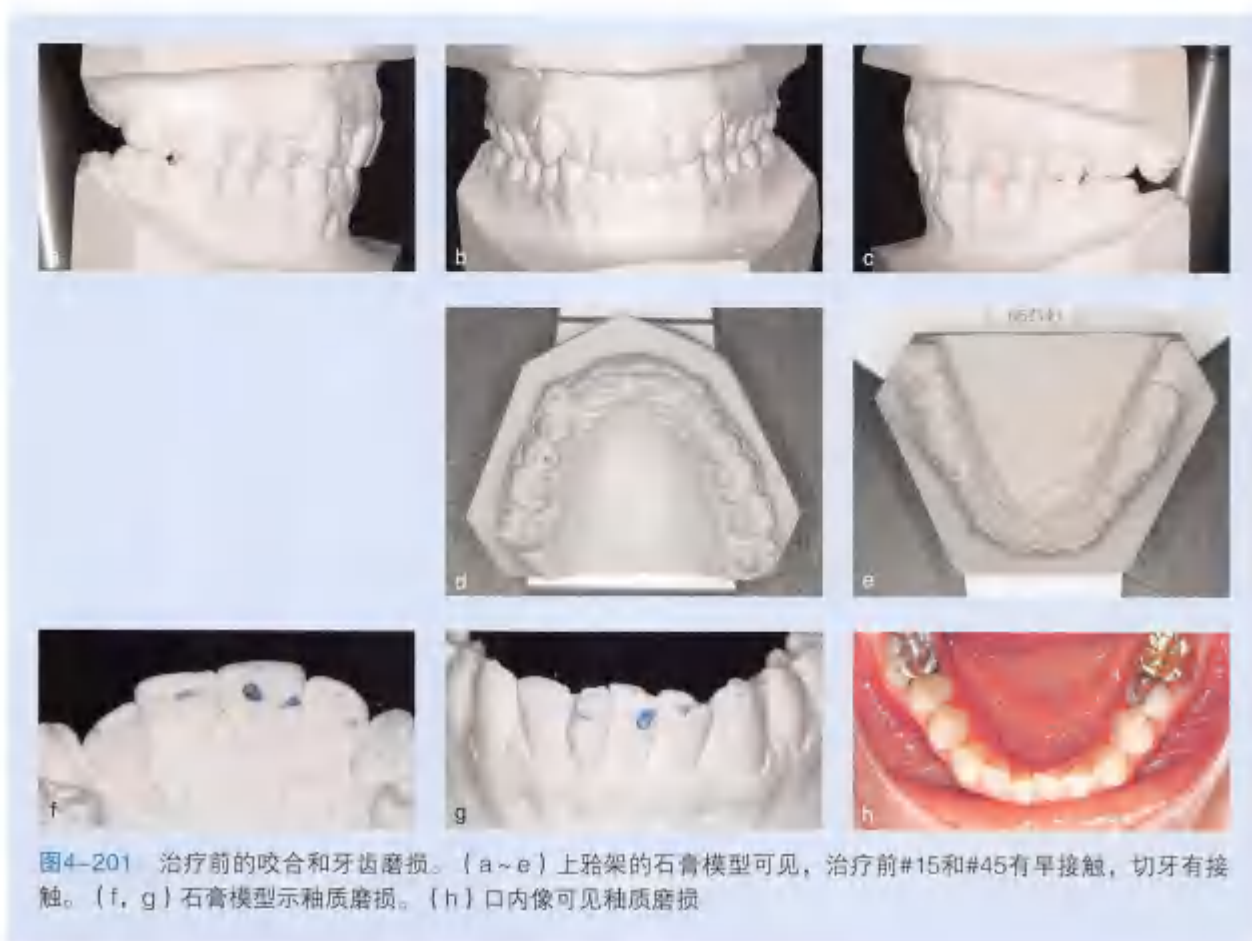 a
b
c
d
e
f
g
h
图4-201 治疗前的咬合和牙齿磨损。（a～e）上𬌗架的石膏模型可见，治疗前#15和#45有早接触，切牙有接
触。（f，g）石膏模型示釉质磨损。（h）口内像可见釉质磨损